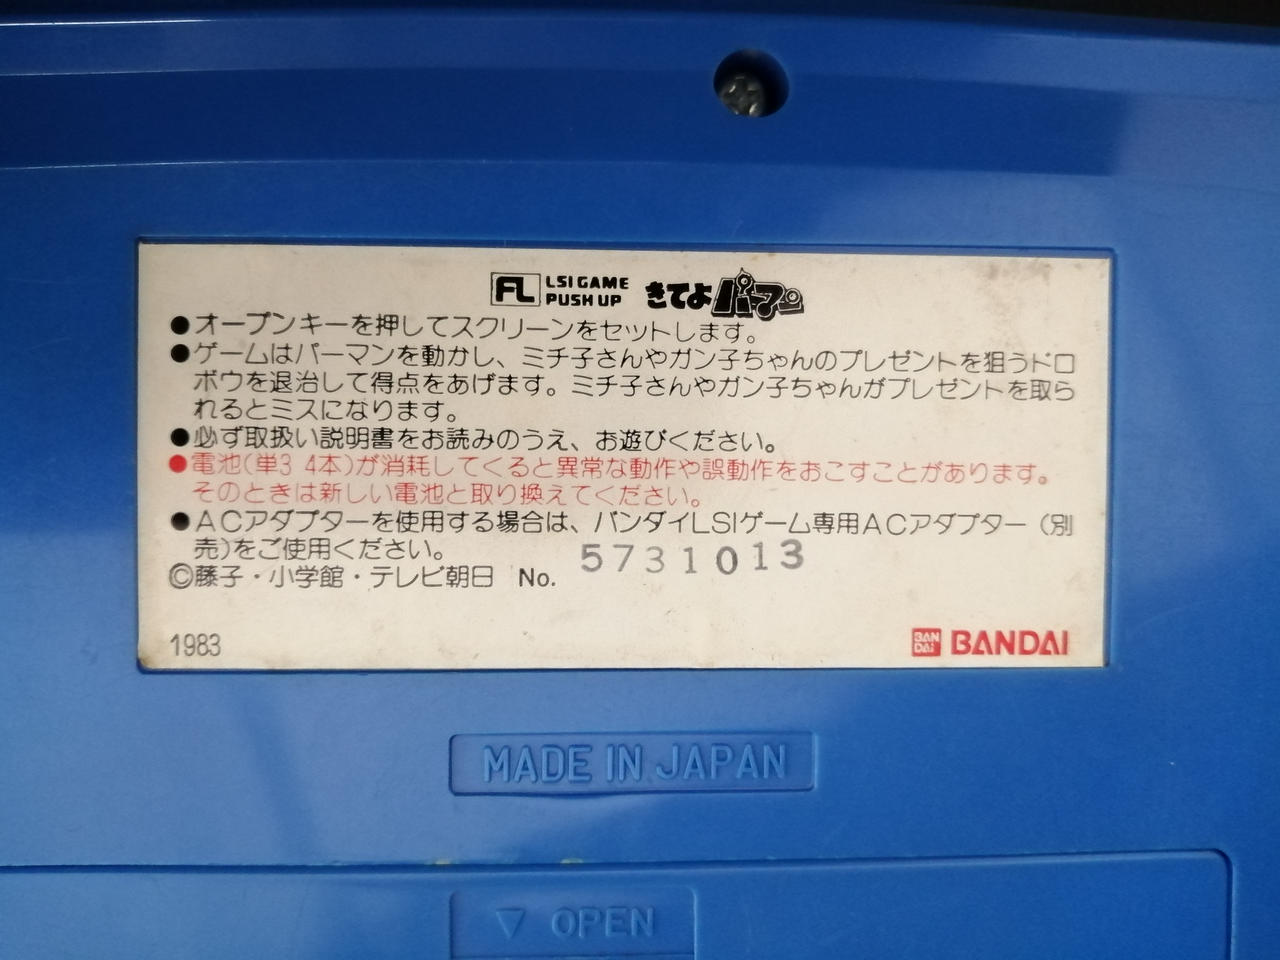 FL LSI GAME
PUSH UP きてよパーマン
●オープンキーを押してスクリーンをセットします。
●ゲームはパーマンを動かし、ミチ子さんやガン子ちゃんのプレゼントを狙うドロ
ボウを退治して得点をあげます。ミチ子さんやガン子ちゃんがプレゼントを取ら
れるとミスになります。
●必ず取扱い説明書をお読みのうえ、お遊びください。
●電池(単3 4本)が消耗してくると異常な動作や誤動作をおこすことがあります。
そのときは新しい電池と取り換えてください。
●ACアダプターを使用する場合は、バンダイLSIゲーム専用ACアダプター(別
売)をご使用ください。
©藤子・小学館・テレビ朝日 No. 5731013
1983 BANDAI BANDAI
MADE IN JAPAN
▽ OPEN